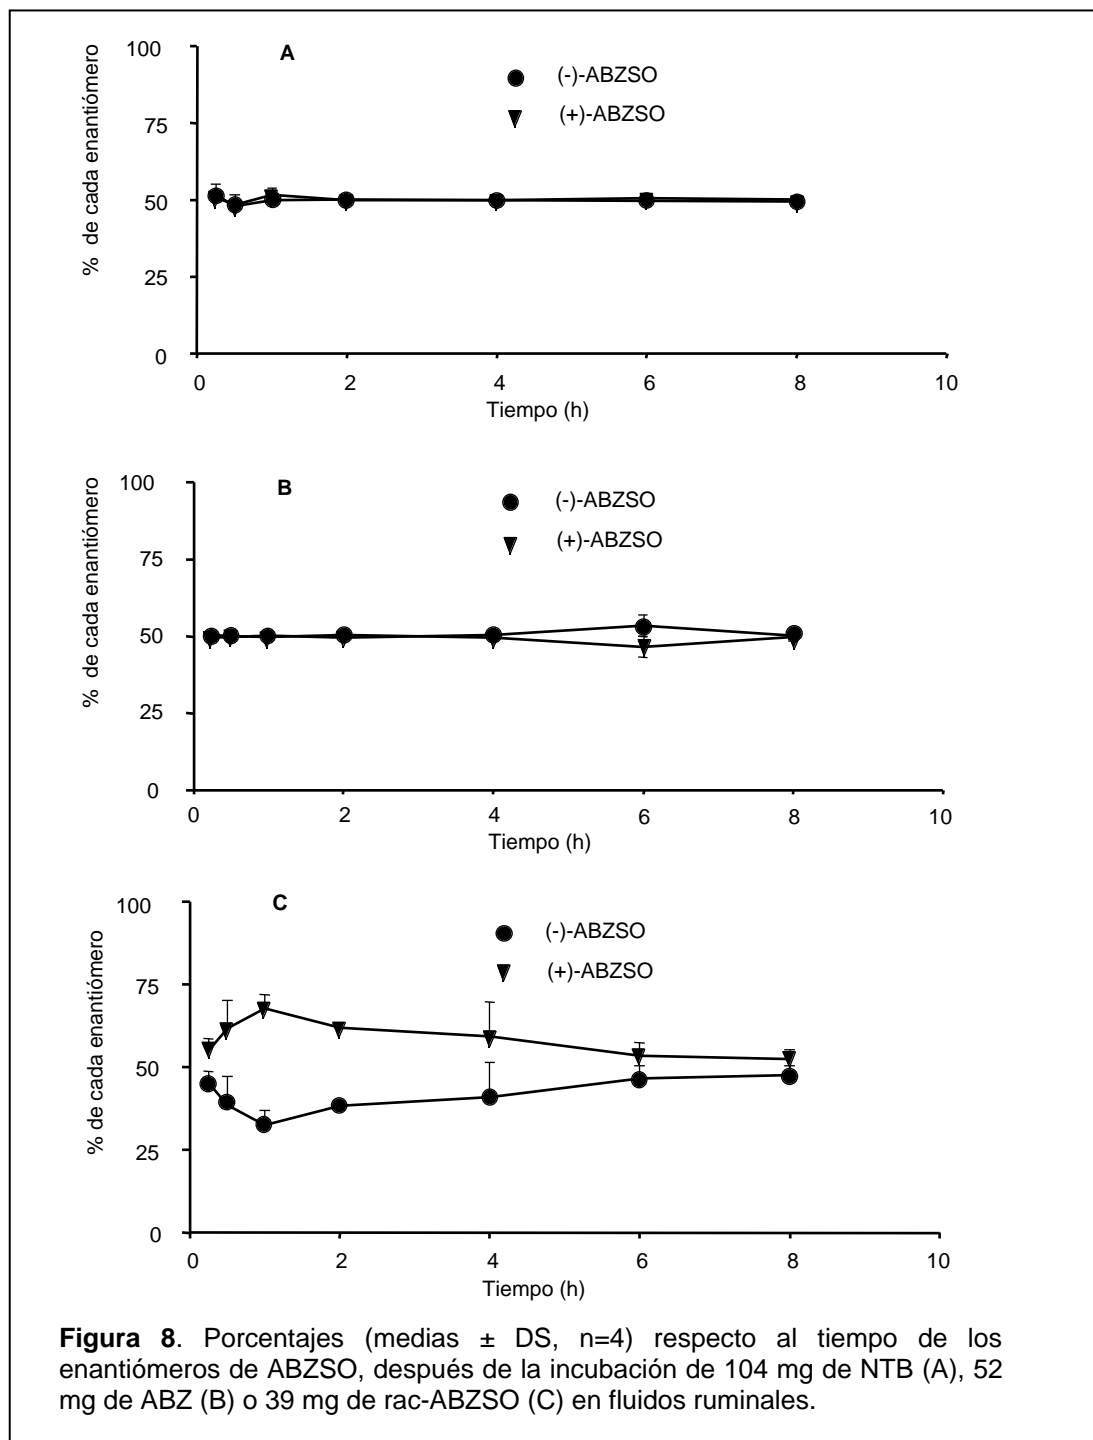 100
A
(-)-ABZSO
(+)-ABZSO
75
50
25
0
% de cada enantiómero
0 2 4 6 8 10
Tiempo (h)
100
B
(-)-ABZSO
(+)-ABZSO
75
50
25
0
% de cada enantiómero
0 2 4 6 8 10
Tiempo (h)
100
C
(-)-ABZSO
(+)-ABZSO
75
50
25
0
% de cada enantiómero
0 2 4 6 8 10
Tiempo (h)
Figura 8. Porcentajes (medias ± DS, n=4) respecto al tiempo de los
enantiómeros de ABZSO, después de la incubación de 104 mg de NTB (A), 52
mg de ABZ (B) o 39 mg de rac-ABZSO (C) en fluidos ruminales.